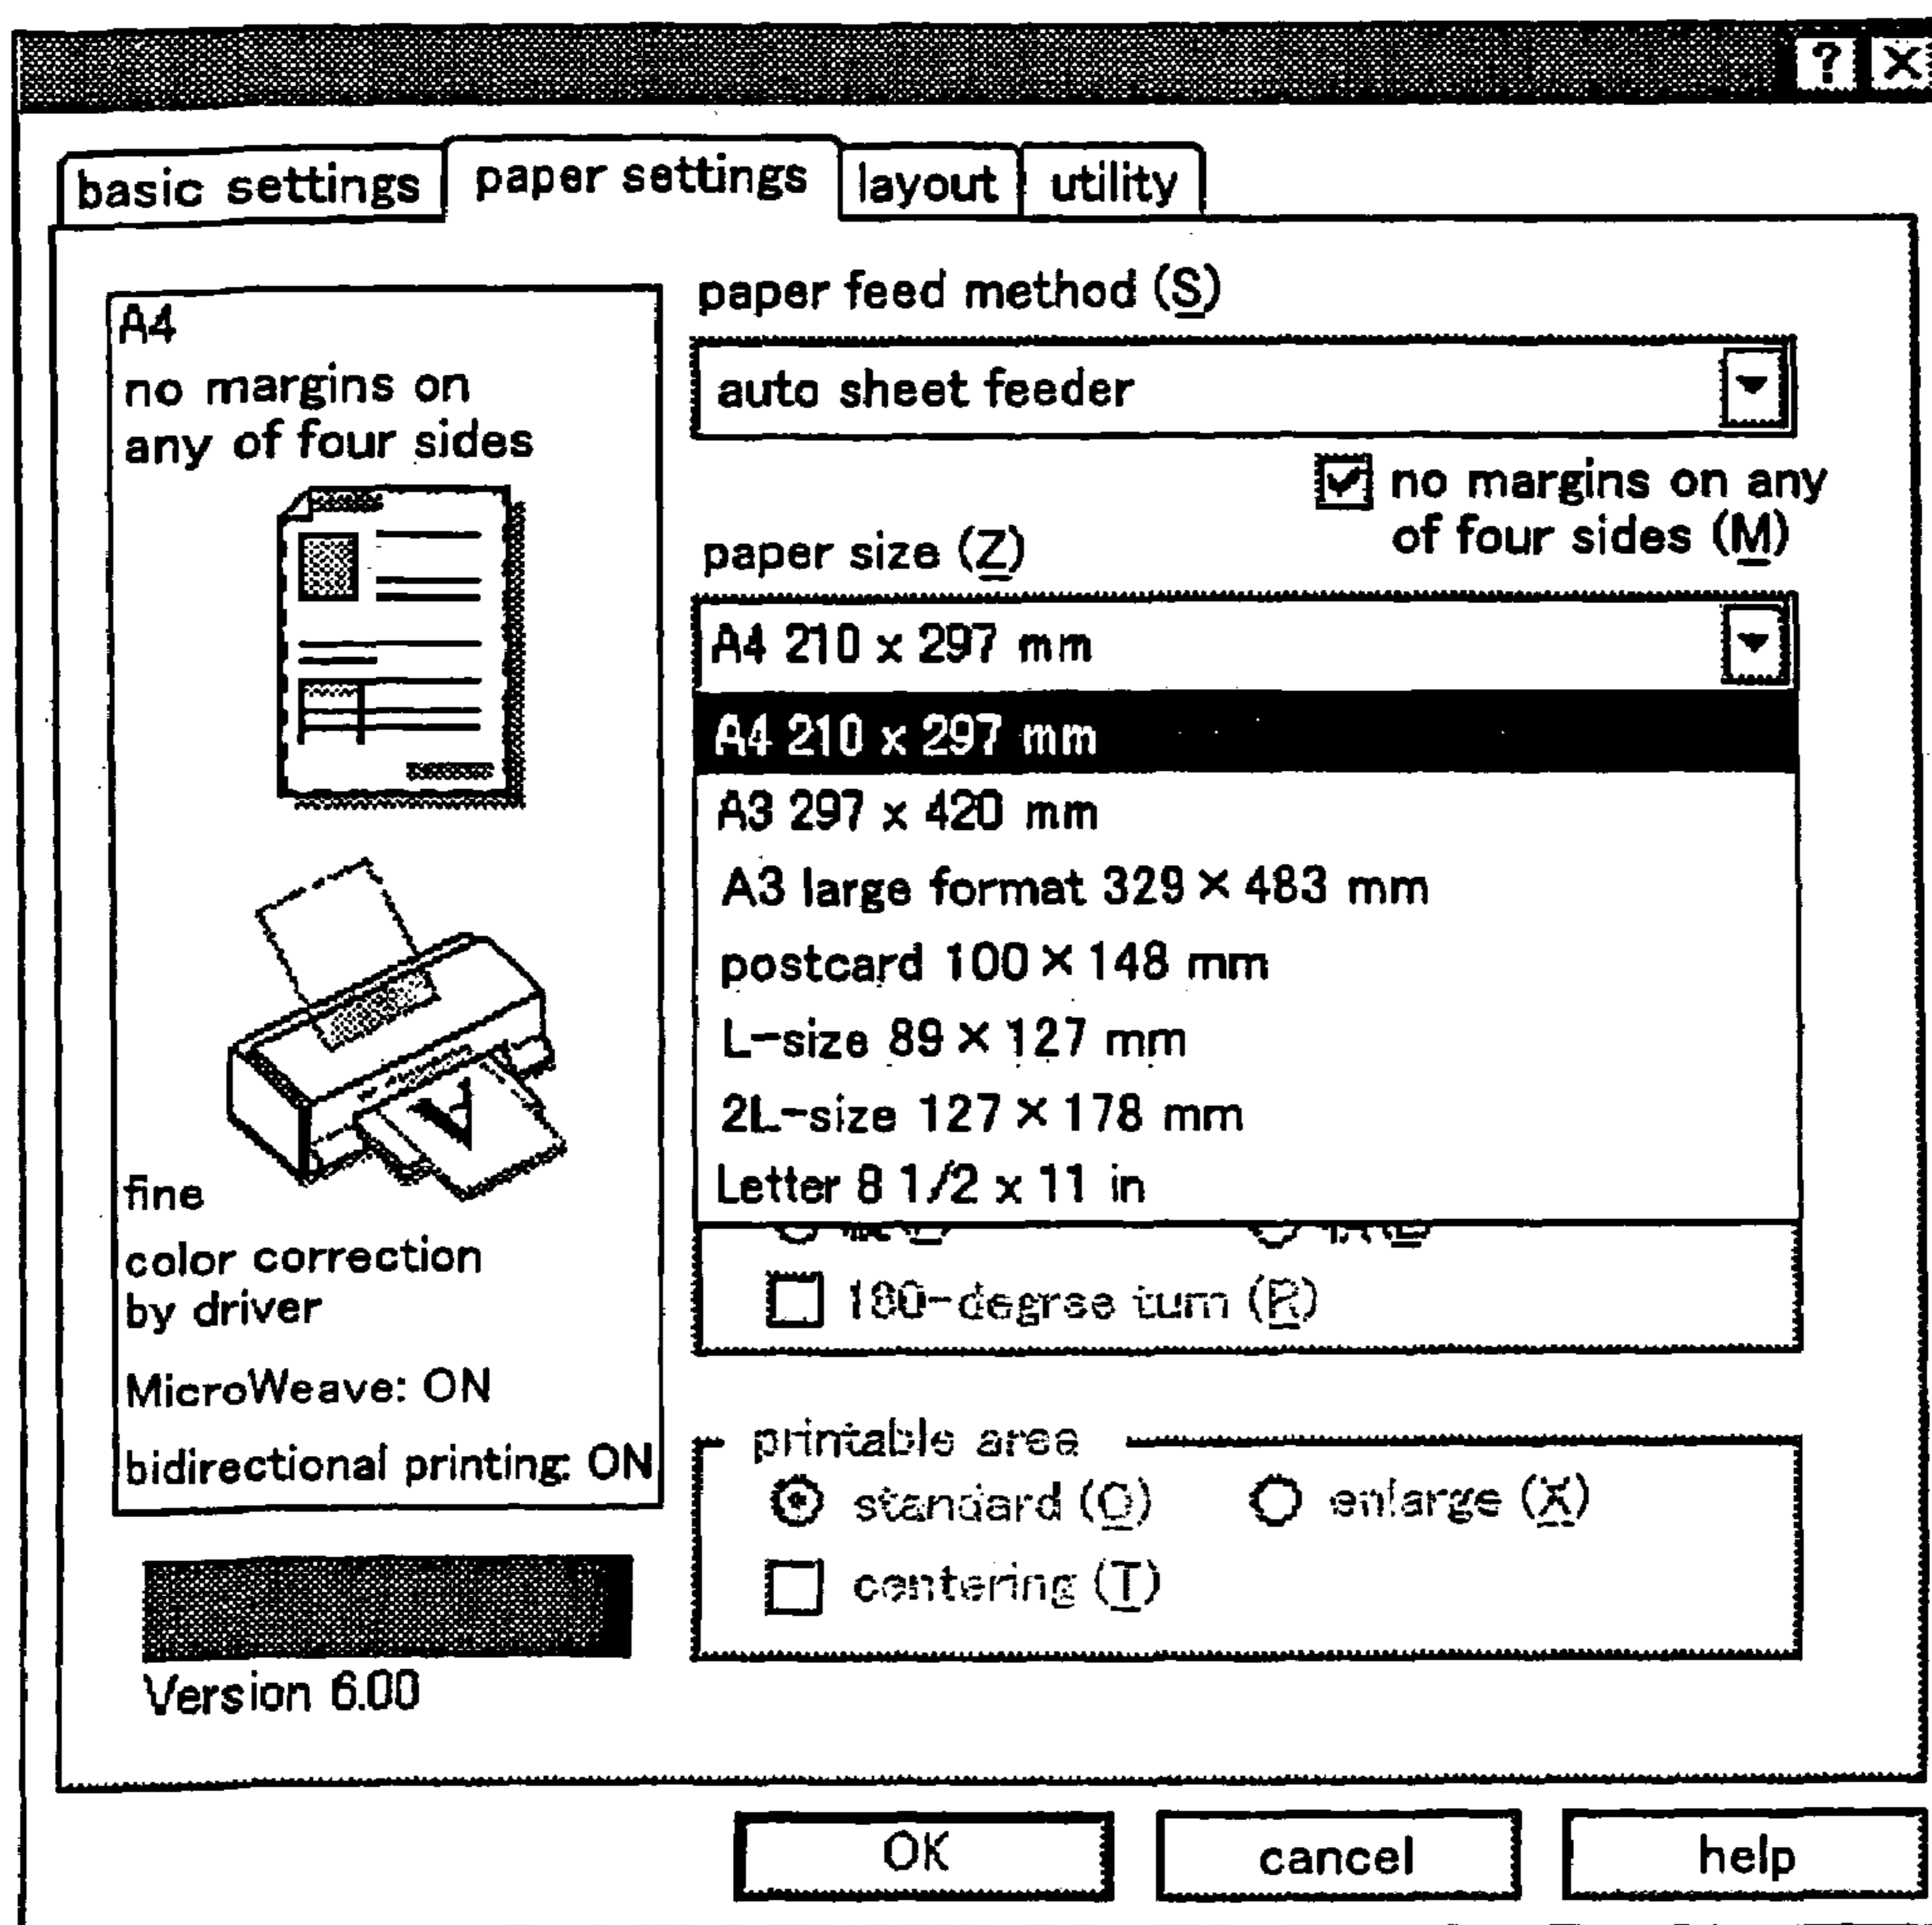 ? X
basic settings paper settings layout utility
A4
no margins on
any of four sides
fine
color correction
by driver
MicroWeave: ON
bidirectional printing: ON
Version 6.00
paper feed method (S)
auto sheet feeder
no margins on any
of four sides (M)
paper size (Z)
A4 210 x 297 mm
A4 210 x 297 mm
A3 297 x 420 mm
A3 large format 329 × 483 mm
postcard 100 × 148 mm
L-size 89 × 127 mm
2L-size 127 × 178 mm
Letter 8 1/2 x 11 in
180-degree turn (R)
printable area
standard (O) enlarge (X)
centering (T)
OK cancel help